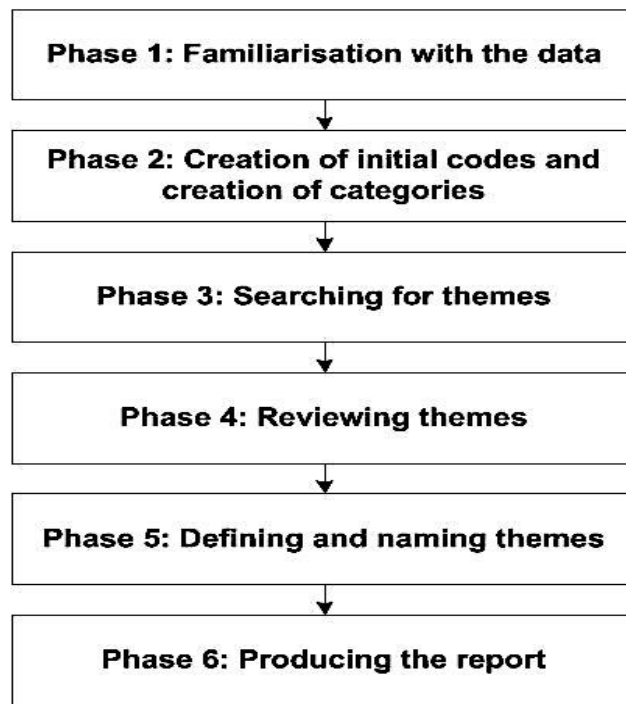 Phase 1: Familiarisation with the data
Phase 2: Creation of initial codes and
creation of categories
Phase 3: Searching for themes
Phase 4: Reviewing themes
Phase 5: Defining and naming themes
Phase 6: Producing the report